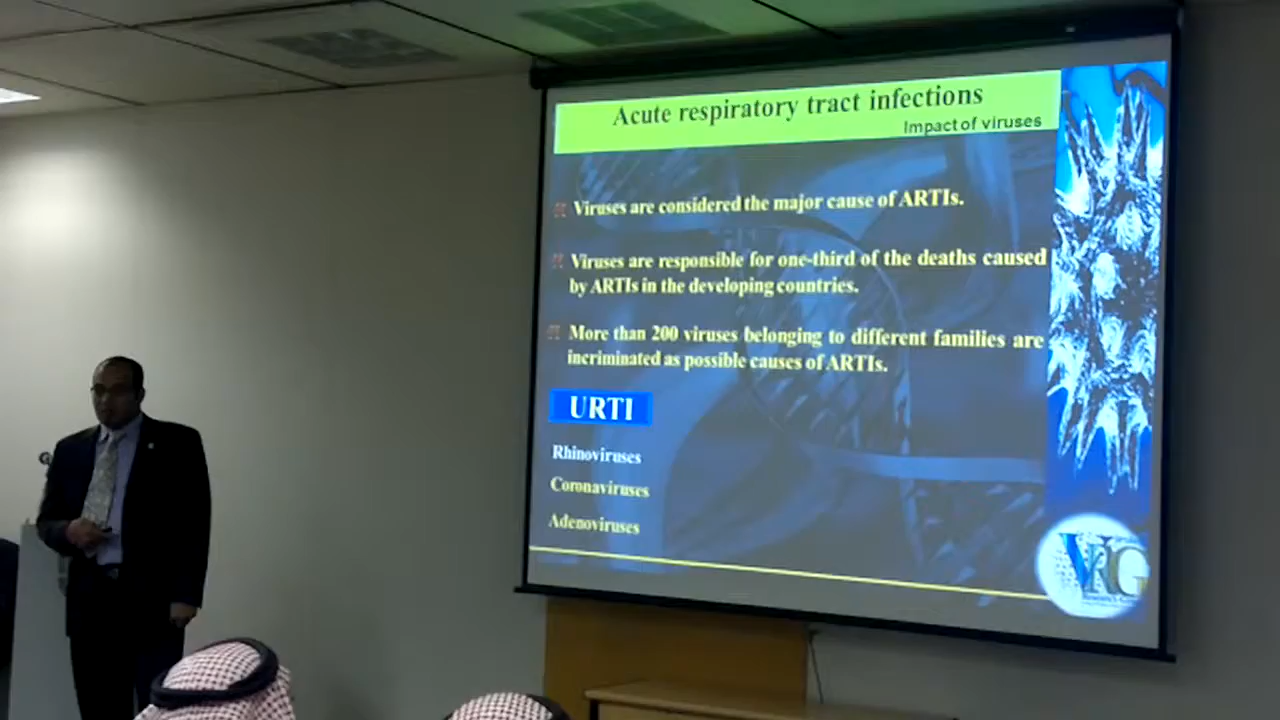 Acute respiratory tract infections
Impact of viruses
Viruses are considered the major cause of ARTIs.
Viruses are responsible for one-third of the deaths caused
by ARTIs in the developing countries.
More than 200 viruses belonging to different families are
incriminated as possible causes of ARTIs.
URTI
Rhinoviruses
Coronaviruses
Adenoviruses
VRG